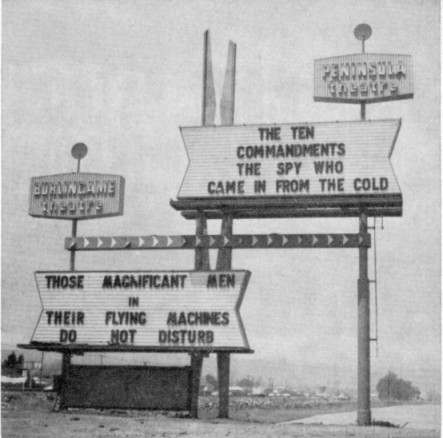 PENINSULA
theatre
THE TEN
COMMANDMENTS
THE SPY WHO
CAME IN FROM THE COLD
BURLINGAME
theatre
THOSE MAGNIFICANT MEN
IN
THEIR FLYING MACHINES
DO NOT DISTURB